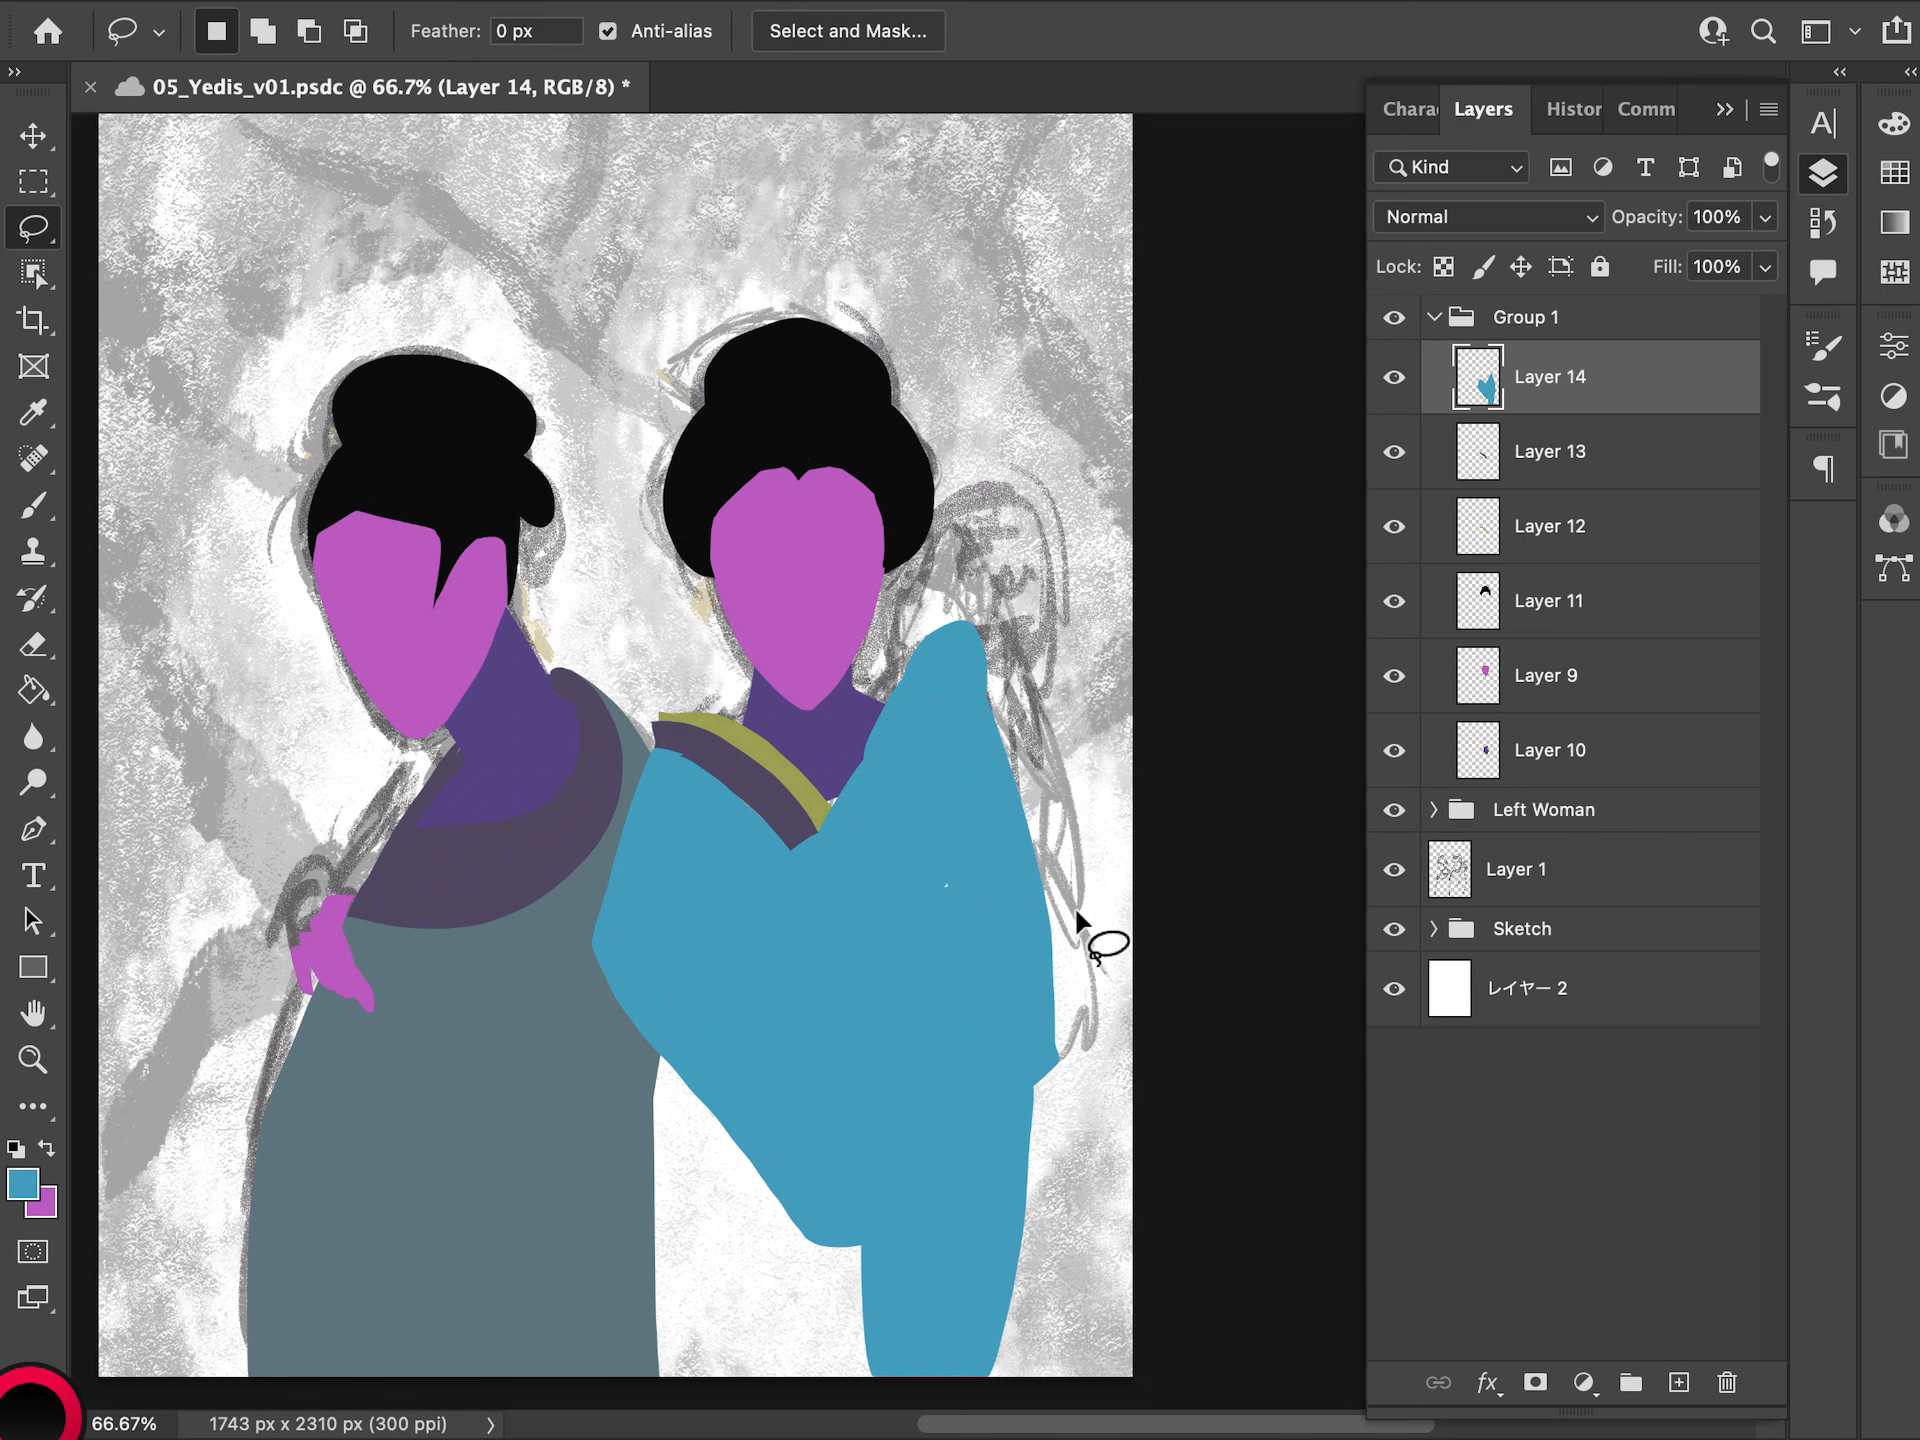 Feather: 0 px Anti-alias Select and Mask...
05_Yedis_v01.psdc @ 66.7% (Layer 14, RGB/8) *
Chara Layers Histor Comm
Kind
Normal Opacity: 100%
Lock: Fill: 100%
Group 1
Layer 14
Layer 13
Layer 12
Layer 11
Layer 9
Layer 10
Left Woman
Layer 1
Sketch
レイヤー 2
66.67% 1743 px x 2310 px (300 ppi)